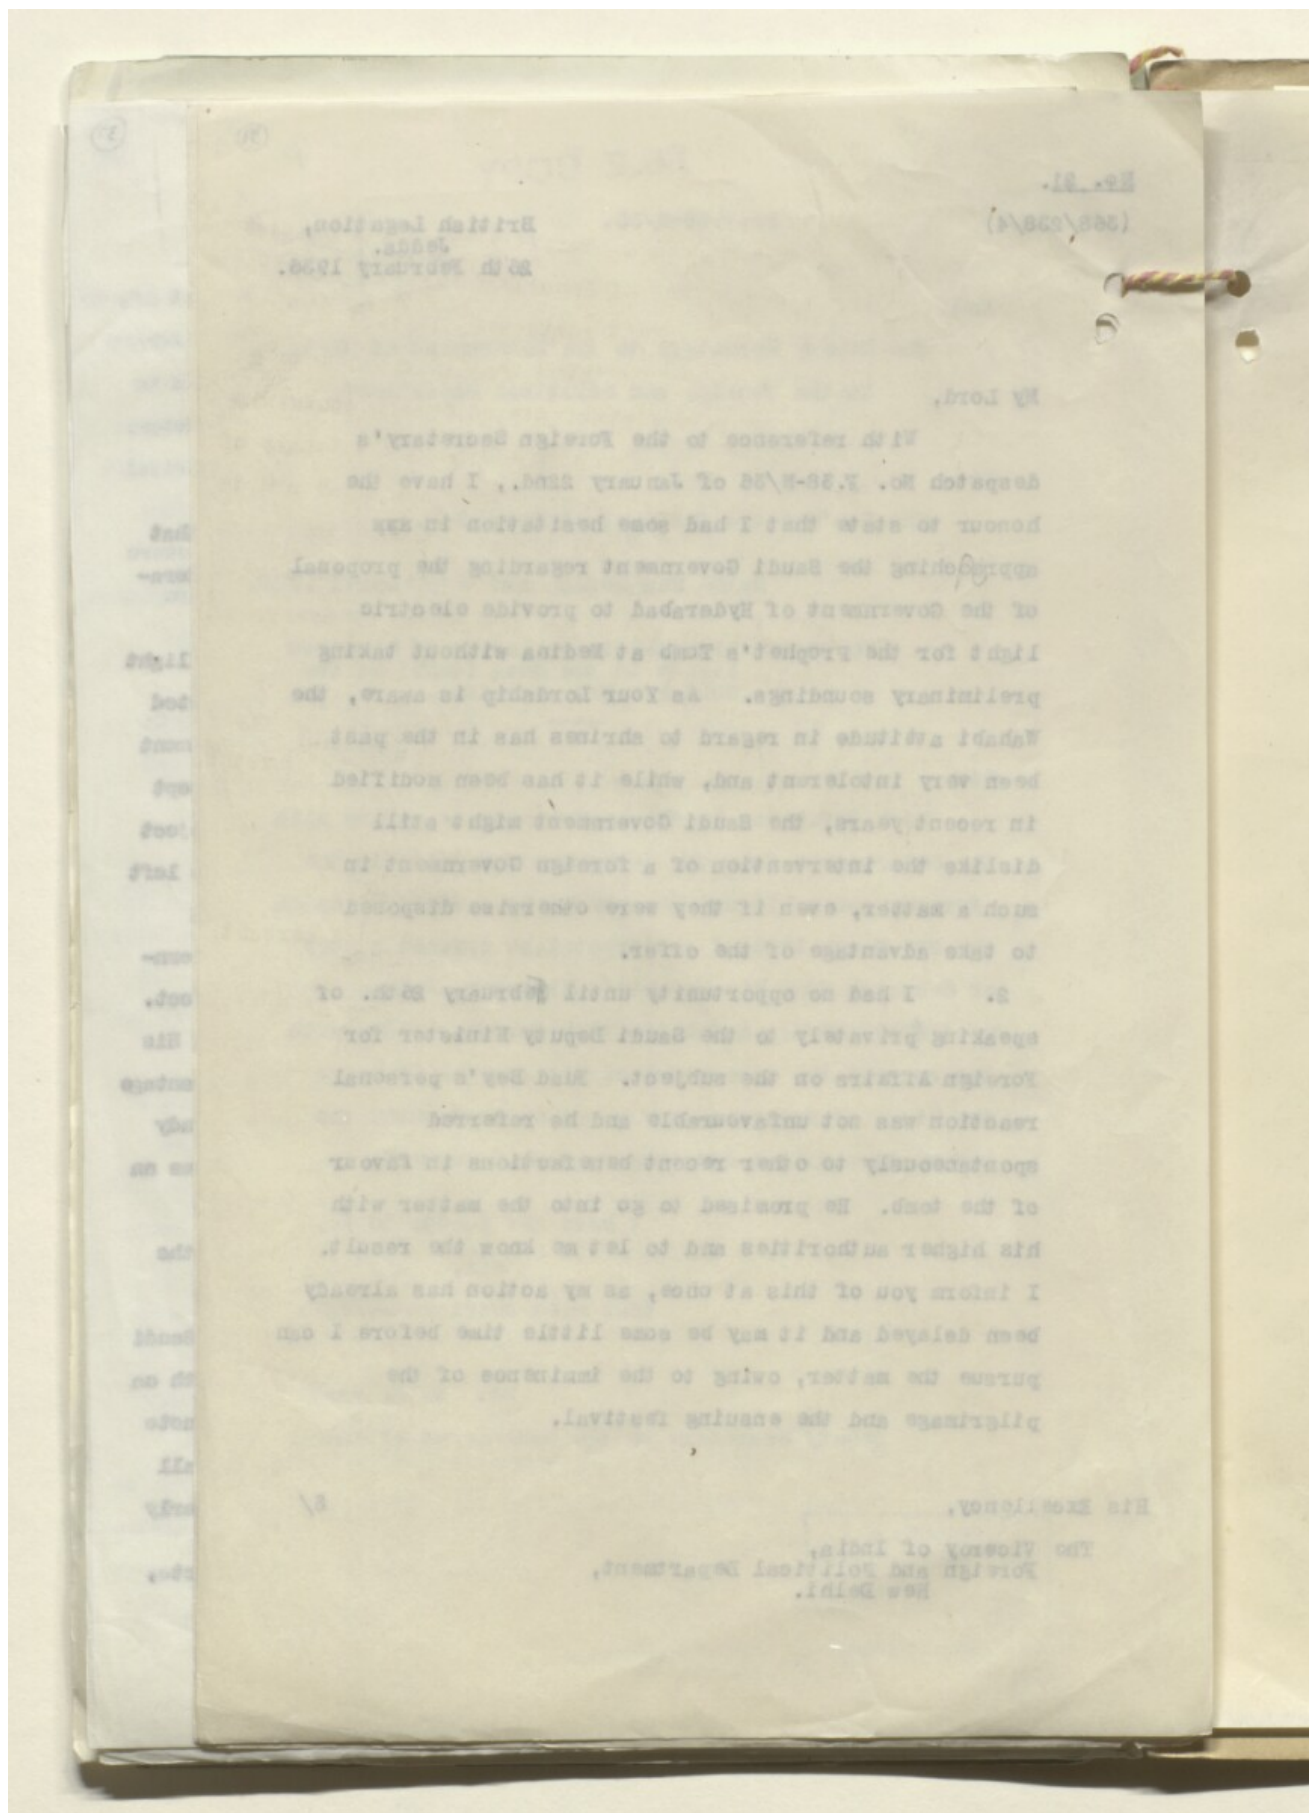 No. 21.
(368/238/4)
British Legation,
Jedda.
26th February 1936.
My Lord,
With reference to the Foreign Secretary's
despatch No. F.38-N/36 of January 22nd., I have the
honour to state that I had some hesitation in app
approaching the Saudi Government regarding the proposal
of the Government of Hyderabad to provide electric
light for the Prophet's Tomb at Medina without taking
preliminary soundings. As Your Lordship is aware, the
Wahabi attitude in regard to shrines has in the past
been very intolerant and, while it has been modified
in recent years, the Saudi Government might still
dislike the intervention of a foreign Government in
such a matter, even if they were otherwise disposed
to take advantage of the offer.
2. I had no opportunity until February 25th. of
speaking privately to the Saudi Deputy Minister for
Foreign Affairs on the subject. Fuad Bey's personal
reaction was not unfavourable and he referred
spontaneously to other recent benefactions in favour
of the tomb. He promised to go into the matter with
his higher authorities and to let me know the result.
I inform you of this at once, as my action has already
been delayed and it may be some little time before I can
pursue the matter, owing to the imminence of the
pilgrimage and the ensuing festival.
His Excellency,
The Viceroy of India,
Foreign and Political Department,
New Delhi.